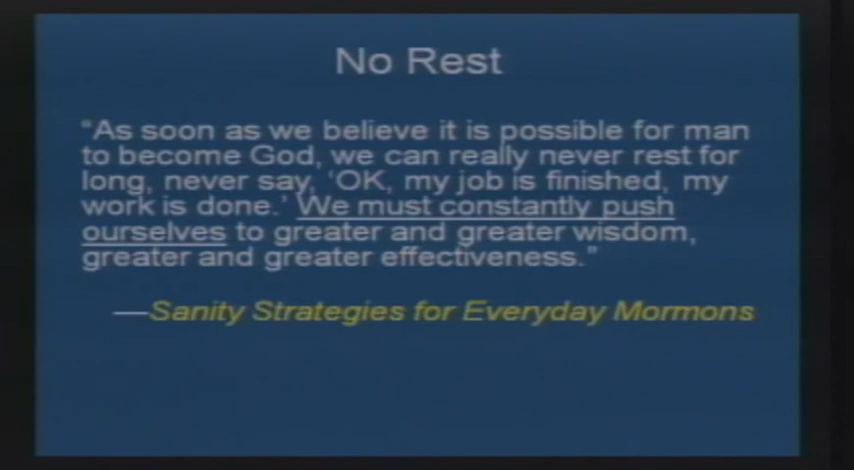 No Rest
“As soon as we believe it is possible for man
to become God, we can really never rest for
long, never say, ‘OK, my job is finished, my
work is done.’ We must constantly push
ourselves to greater and greater wisdom,
greater and greater effectiveness.”
—Sanity Strategies for Everyday Mormons